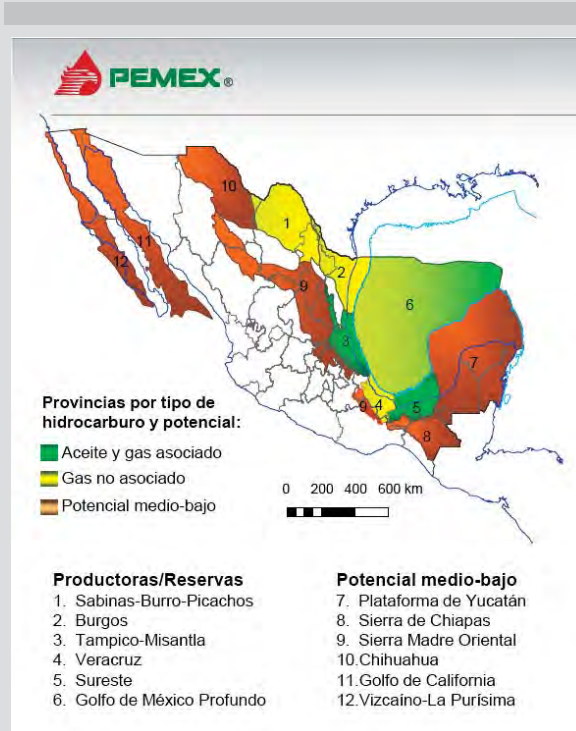 PEMEX®
10
1
11
2
12
9
6
3
7
4
9
5
8
Provincias por tipo de
hidrocarburo y potencial:
Aceite y gas asociado
Gas no asociado
Potencial medio-bajo
0 200 400 600 km
Productoras/Reservas
1. Sabinas-Burro-Picachos
2. Burgos
3. Tampico-Misantla
4. Veracruz
5. Sureste
6. Golfo de México Profundo
Potencial medio-bajo
7. Plataforma de Yucatán
8. Sierra de Chiapas
9. Sierra Madre Oriental
10.Chihuahua
11.Golfo de California
12.Vizcaíno-La Purísima